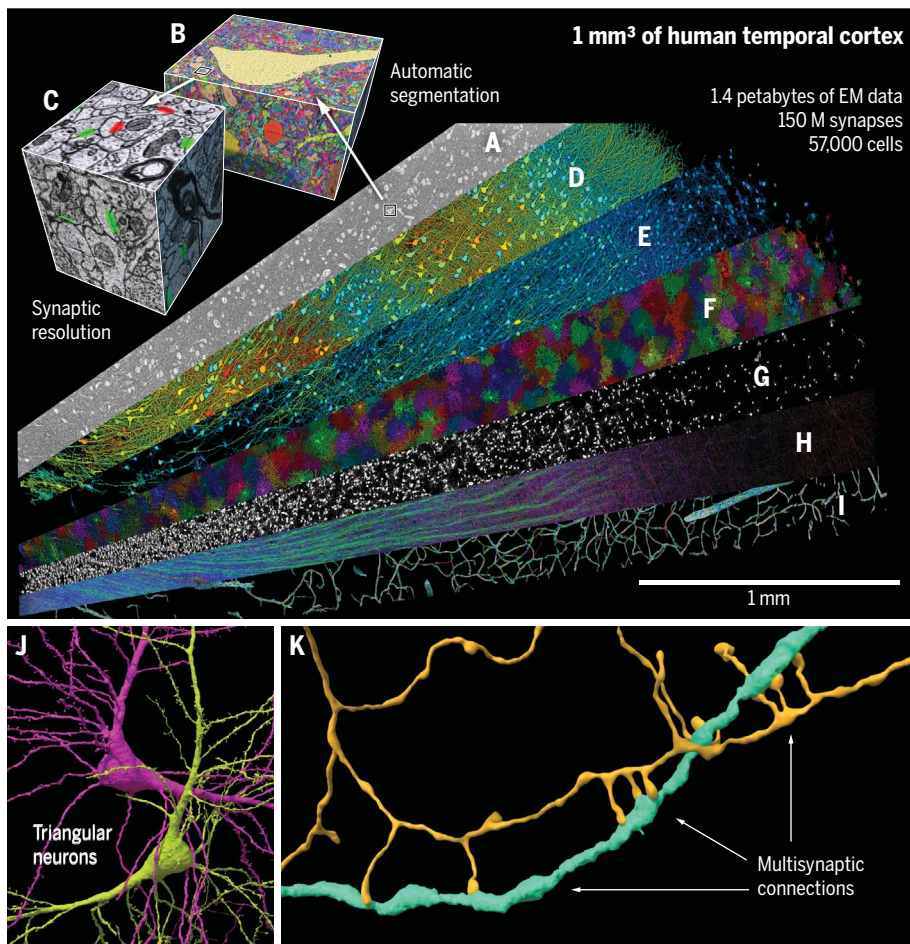 B
1 mm³ of human temporal cortex
Automatic
segmentation
C
1.4 petabytes of EM data
150 M synapses
57,000 cells
A
D
E
Synaptic
resolution
F
G
H
I
1 mm
J
Triangular
neurons
K
Multisynaptic
connections